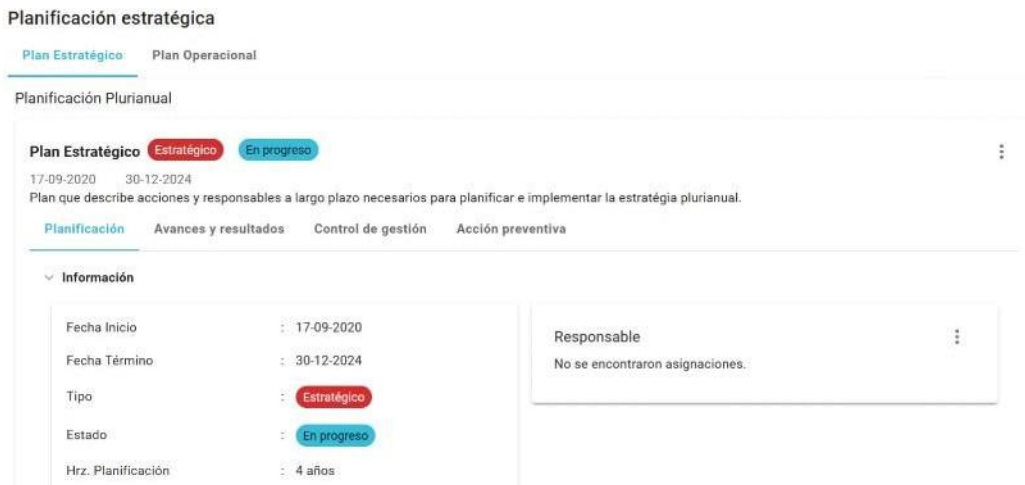 Planificación estratégica
Plan Estratégico Plan Operacional
Planificación Plurianual
Plan Estratégico Estratégico En progreso
17-09-2020 30-12-2024
Plan que describe acciones y responsables a largo plazo necesarios para planificar e implementar la estratégia plurianual.
Planificación Avances y resultados Control de gestión Acción preventiva
Información
Fecha Inicio : 17-09-2020
Fecha Término : 30-12-2024
Tipo : Estratégico
Estado : En progreso
Hrz. Planificación : 4 años
Responsable
No se encontraron asignaciones.